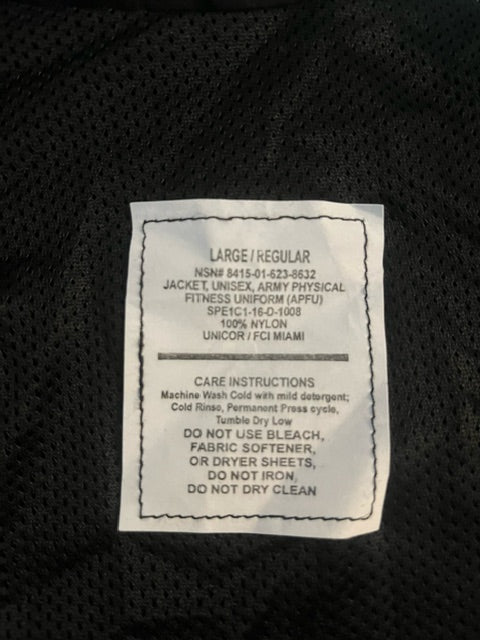 LARGE / REGULAR
NSN# 8415-01-623-8632
JACKET, UNISEX, ARMY PHYSICAL
FITNESS UNIFORM (APFU)
SPE1C1-16-D-1008
100% NYLON
UNICOR / FCI MIAMI
CARE INSTRUCTIONS
Machine Wash Cold with mild detergent;
Cold Rinse, Permanent Press cycle,
Tumble Dry Low
DO NOT USE BLEACH,
FABRIC SOFTENER,
OR DRYER SHEETS,
DO NOT IRON,
DO NOT DRY CLEAN